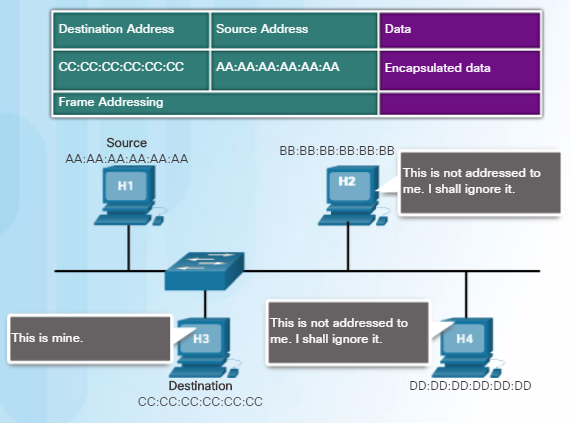 Destination Address Source Address Data
CC:CC:CC:CC:CC:CC AA:AA:AA:AA:AA:AA Encapsulated data
Frame Addressing
Source
AA:AA:AA:AA:AA:AA
H1
BB:BB:BB:BB:BB:BB
H2
This is not addressed to
me. I shall ignore it.
This is mine.
H3
Destination
CC:CC:CC:CC:CC:CC
This is not addressed to
me. I shall ignore it.
H4
DD:DD:DD:DD:DD:DD